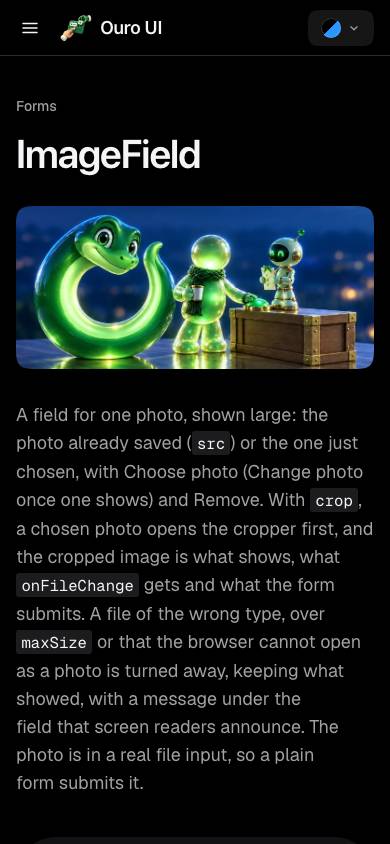 Ouro UI
Forms
ImageField
A field for one photo, shown large: the
photo already saved (src) or the one just
chosen, with Choose photo (Change photo
once one shows) and Remove. With crop,
a chosen photo opens the cropper first, and
the cropped image is what shows, what
onFileChange gets and what the form
submits. A file of the wrong type, over
maxSize or that the browser cannot open
as a photo is turned away, keeping what
showed, with a message under the
field that screen readers announce. The
photo is in a real file input, so a plain
form submits it.